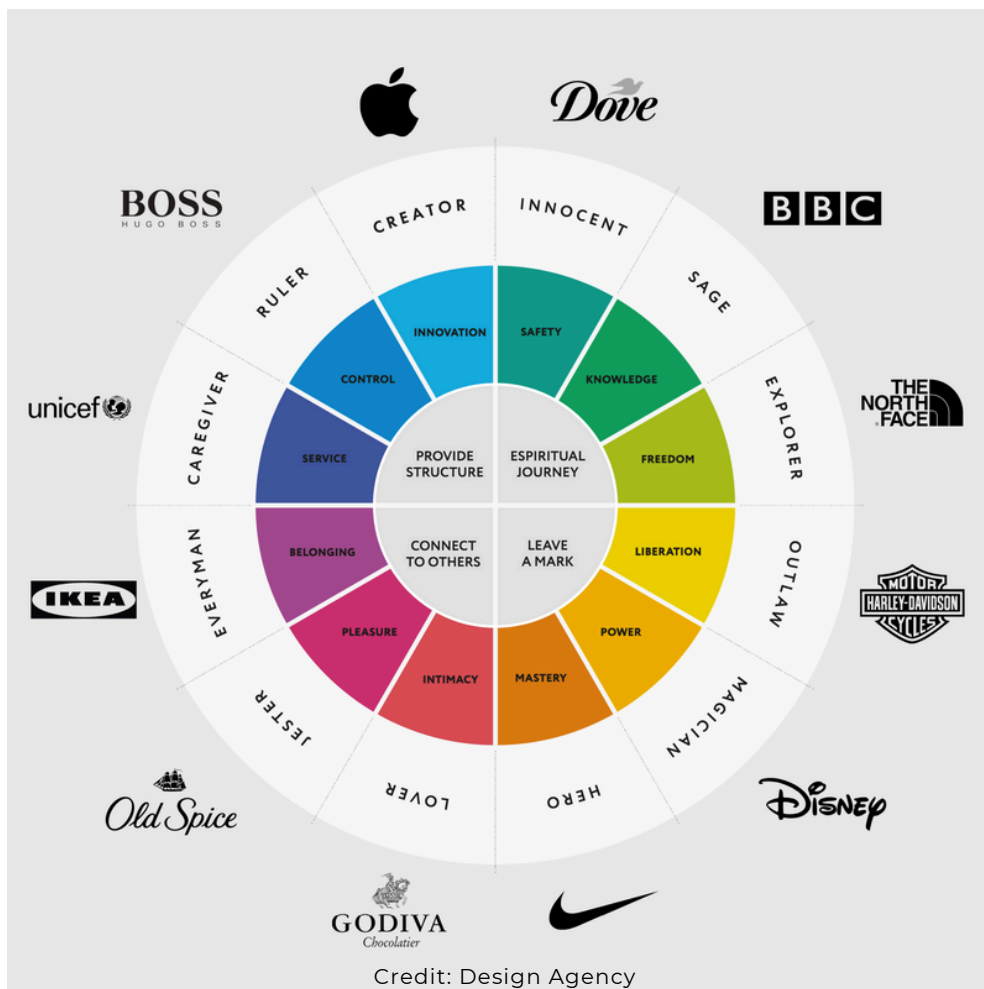 Dove
BOSS
HUGO BOSS
BBC
CREATOR
INNOCENT
RULER
SAGE
INNOVATION
SAFETY
CONTROL
KNOWLEDGE
CAREGIVER
EXPLORER
unicef
THE
NORTH
FACE
SERVICE
FREEDOM
PROVIDE
STRUCTURE
ESPIRITUAL
JOURNEY
CONNECT
TO OTHERS
LEAVE
A MARK
BELONGING
LIBERATION
EVERYMAN
OUTLAW
IKEA
MOTOR
HARLEY-DAVIDSON
CYCLES
PLEASURE
POWER
INTIMACY
MASTERY
JESTER
MAGICIAN
LOVER
HERO
Old Spice
Disney
GODIVA
Chocolatier
Credit: Design Agency